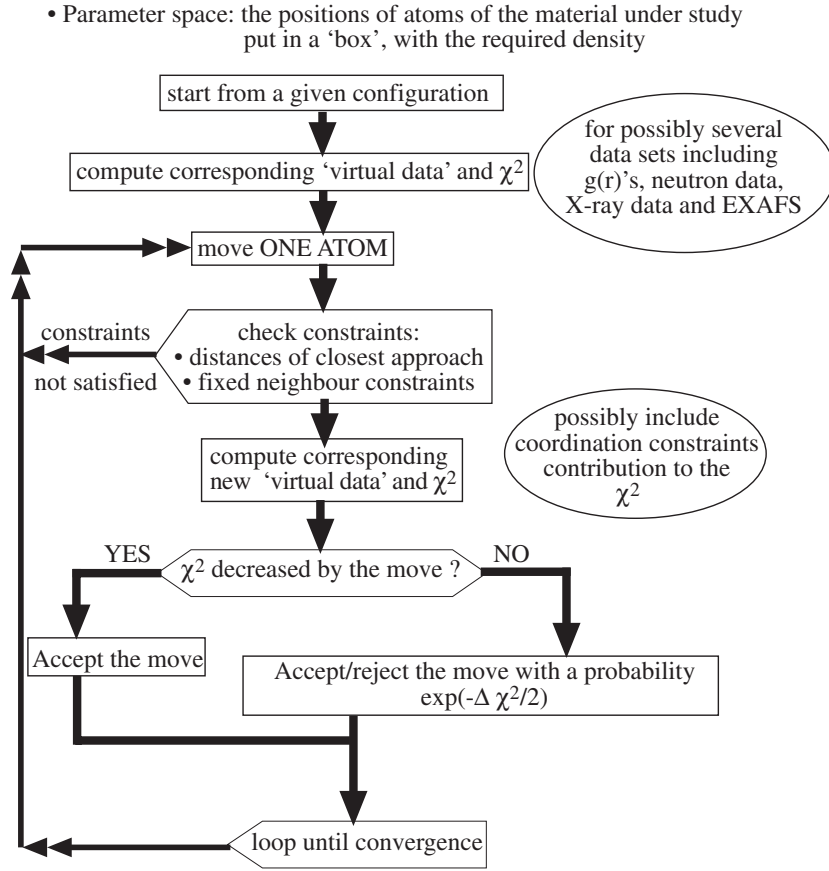 • Parameter space: the positions of atoms of the material under study
put in a ‘box’, with the required density
start from a given configuration
for possibly several
data sets including
g(r)’s, neutron data,
X-ray data and EXAFS
compute corresponding ‘virtual data’ and χ²
move ONE ATOM
constraints
not satisfied
check constraints:
• distances of closest approach
• fixed neighbour constraints
possibly include
coordination constraints
contribution to the
χ²
compute corresponding
new ‘virtual data’ and χ²
YES
χ² decreased by the move ?
NO
Accept the move
Accept/reject the move with a probability
exp(-Δ χ²/2)
loop until convergence